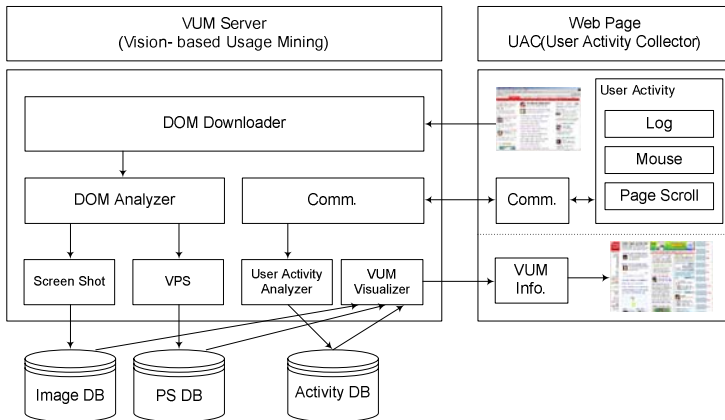 VUM Server
(Vision- based Usage Mining)
Web Page
UAC(User Activity Collector)
DOM Downloader
User Activity
Log
Mouse
Page Scroll
DOM Analyzer
Comm.
Comm.
Screen Shot
VPS
User Activity
Analyzer
VUM
Visualizer
VUM
Info.
Image DB
PS DB
Activity DB